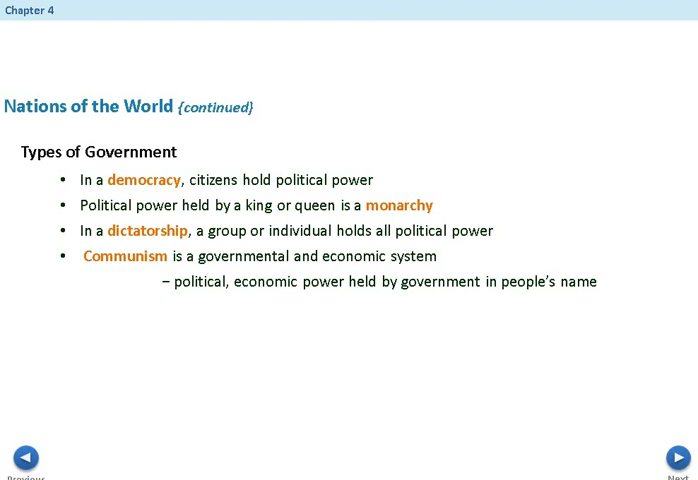 Chapter 4
Nations of the World {continued}
Types of Government
• In a democracy, citizens hold political power
• Political power held by a king or queen is a monarchy
• In a dictatorship, a group or individual holds all political power
• Communism is a governmental and economic system
– political, economic power held by government in people's name
Previous
Next